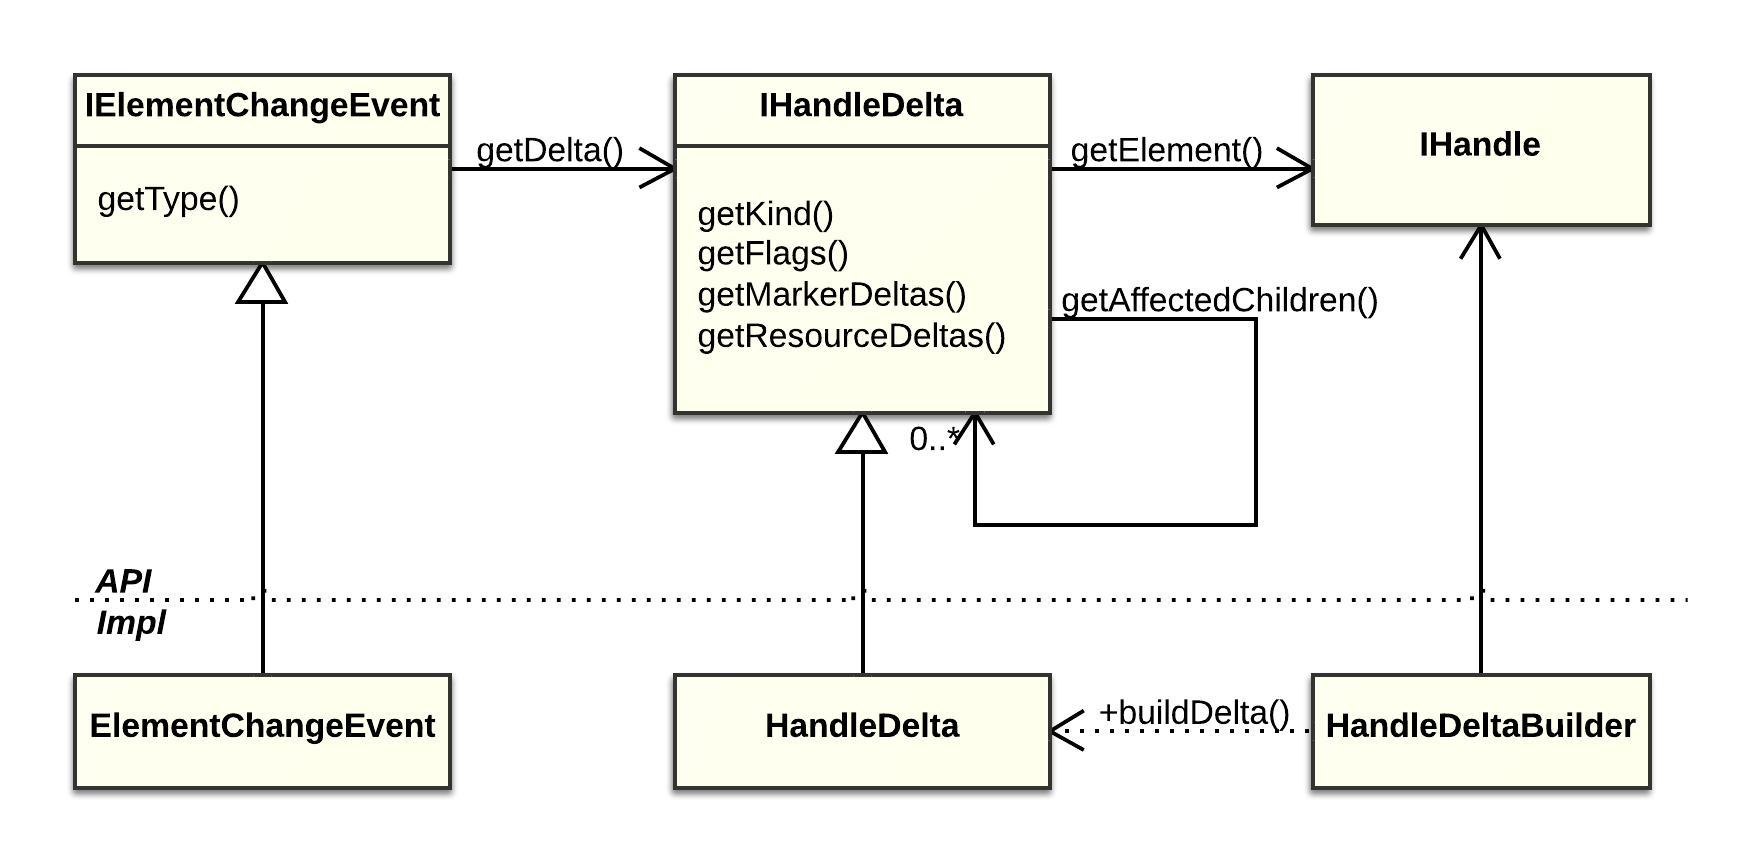 IElementChangeEvent
getType()
getDelta()
IHandleDelta
getKind()
getFlags()
getMarkerDeltas()
getResourceDeltas()
getElement()
IHandle
getAffectedChildren()
0..*
API
Impl
ElementChangeEvent
HandleDelta
+buildDelta()
HandleDeltaBuilder